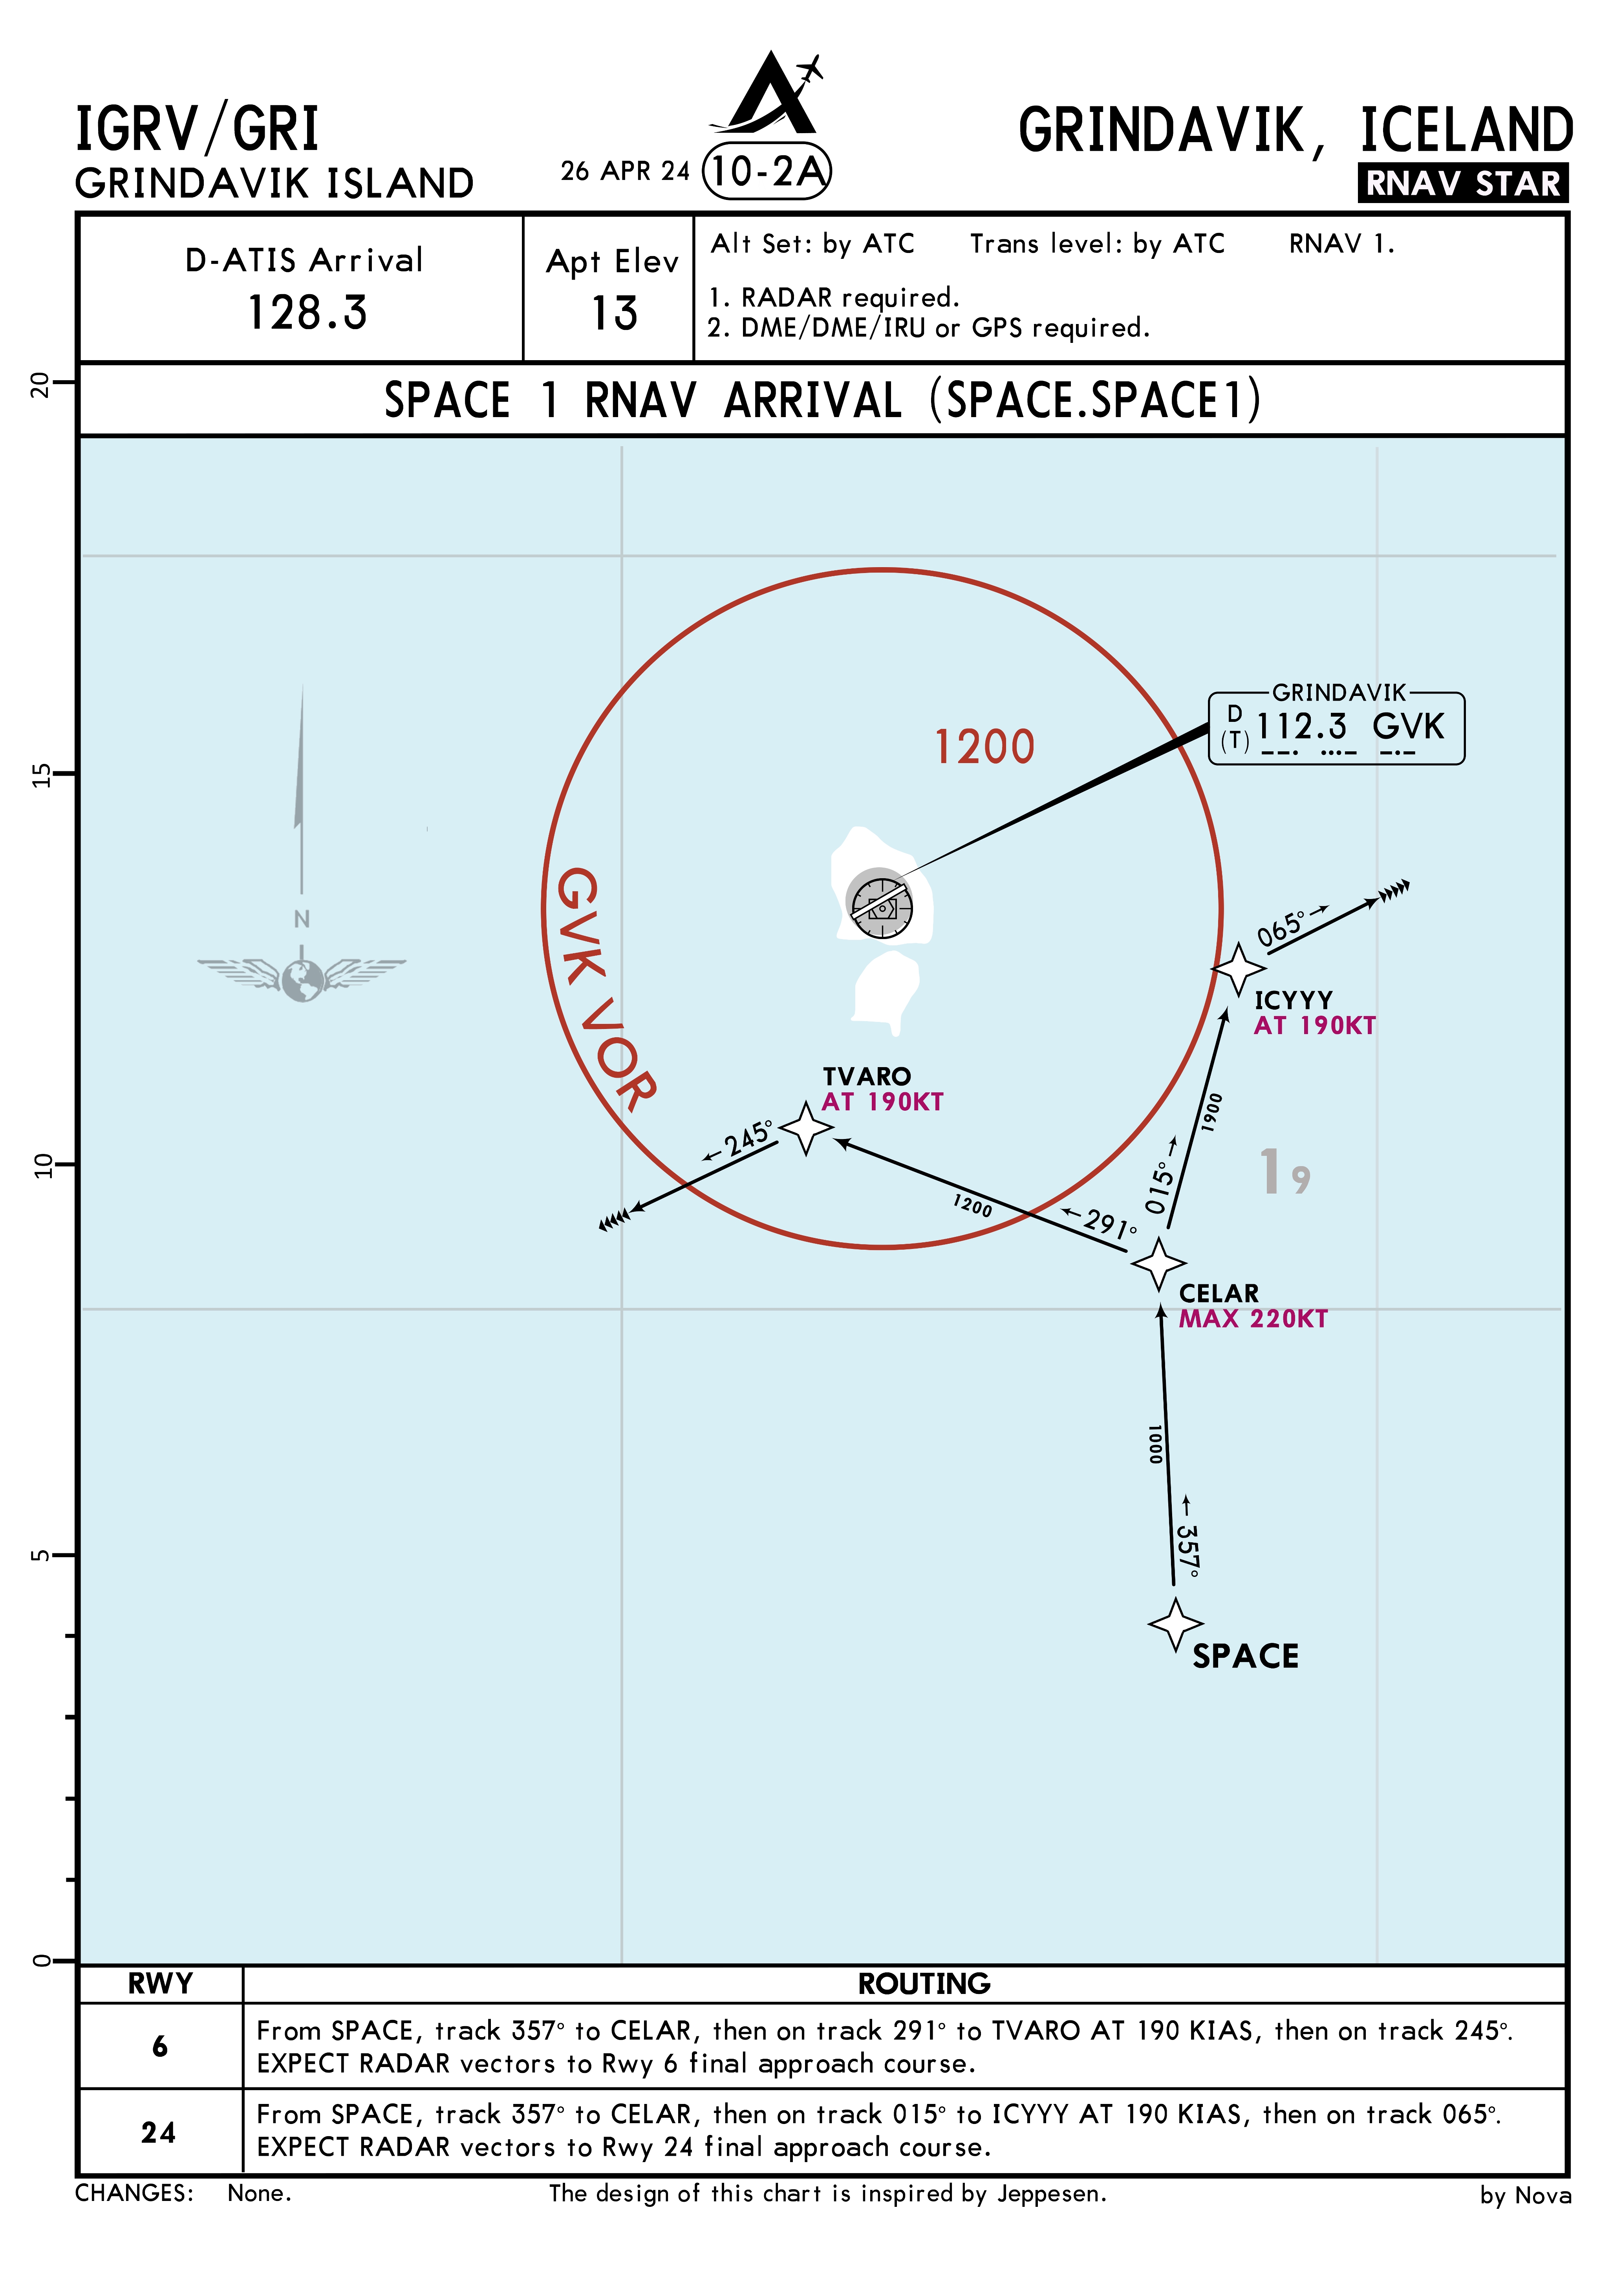 IGRV/GRI
GRINDAVIK ISLAND
26 APR 24
10-2A
GRINDAVIK, ICELAND
RNAV STAR
D-ATIS Arrival
128.3
Apt Elev
13
Alt Set: by ATC Trans level: by ATC RNAV 1.
1. RADAR required.
2. DME/DME/IRU or GPS required.
SPACE 1 RNAV ARRIVAL (SPACE.SPACE1)
20
15
10
5
0
GRINDAVIK
D
(T)
112.3 GVK
1200
GVK VOR
N
065°
ICYYY
AT 190KT
TVARO
AT 190KT
245°
1900
015°
19
1200
291°
CELAR
MAX 220KT
1000
357°
SPACE
RWY ROUTING
6
From SPACE, track 357° to CELAR, then on track 291° to TVARO AT 190 KIAS, then on track 245°.
EXPECT RADAR vectors to Rwy 6 final approach course.
24
From SPACE, track 357° to CELAR, then on track 015° to ICYYY AT 190 KIAS, then on track 065°.
EXPECT RADAR vectors to Rwy 24 final approach course.
CHANGES: None. The design of this chart is inspired by Jeppesen. by Nova